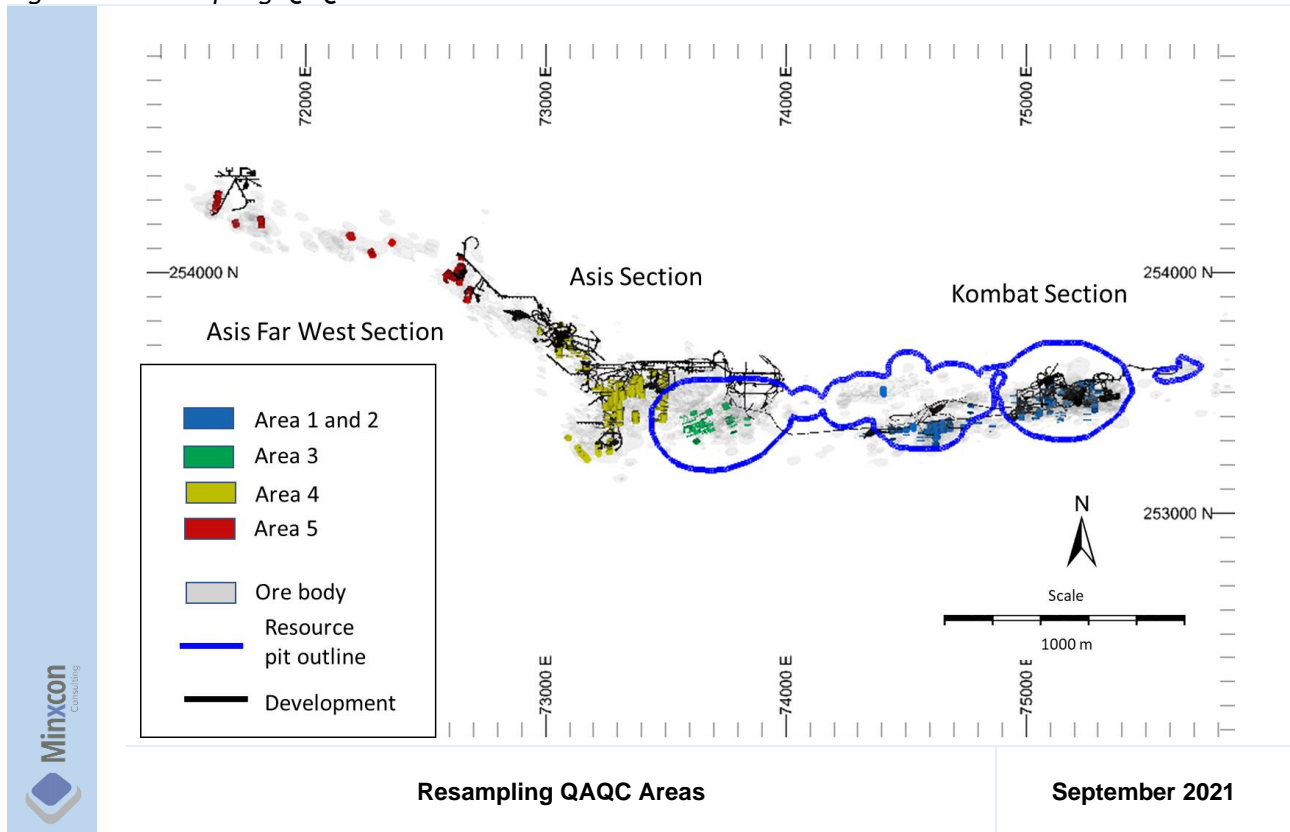 72000 E
73000 E
74000 E
75000 E
254000 N
254000 N
Asis Section
Kombat Section
Asis Far West Section
Area 1 and 2
Area 3
Area 4
Area 5
Ore body
Resource
pit outline
Development
N
253000 N
Scale
1000 m
73000 E
74000 E
75000 E
Minxcon
Consulting
Resampling QAQC Areas
September 2021